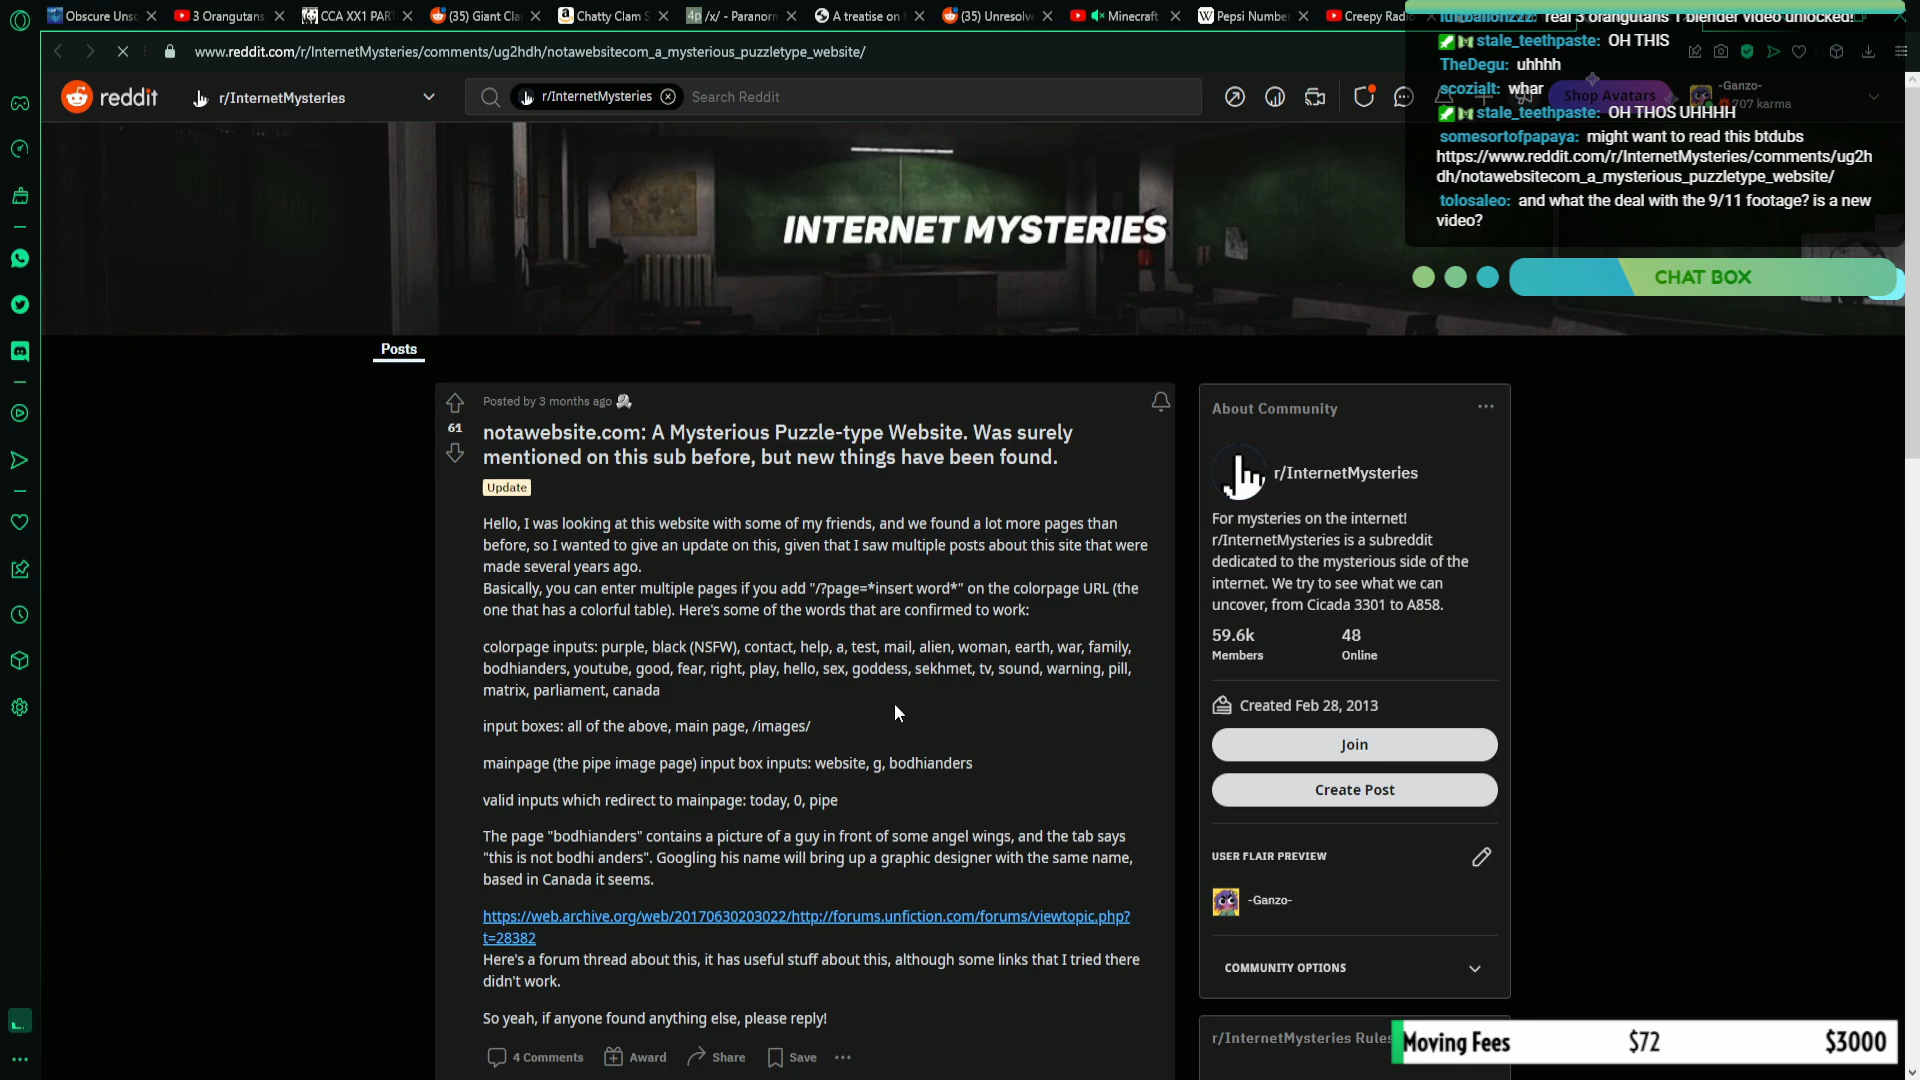 Obscure Uns
3 Orangutans
CCA XX1 PAR
(35) Giant Cla
Chatty Clam S
/x/ - Paranorm
A treatise on
(35) Unresolv
Minecraft
Pepsi Number
Creepy Rad
www.reddit.com/r/InternetMysteries/comments/ug2hdh/notawebsitecom_a_mysterious_puzzletype_website/
reddit
r/InternetMysteries
r/InternetMysteries
Search Reddit
Shop Avatars
-Ganzo-
707 karma
real 3 orangutans 1 blender video unlocked!
stale_teethpaste: OH THIS
TheDegu: uhhhh
scozialt: whar
stale_teethpaste: OH THOS UHHHH
somesortofpapaya: might want to read this btdubs
https://www.reddit.com/r/InternetMysteries/comments/ug2h
dh/notawebsitecom_a_mysterious_puzzletype_website/
tolosaleo: and what the deal with the 9/11 footage? is a new
video?
CHAT BOX
INTERNET MYSTERIES
Posts
Posted by 3 months ago
61
notawebsite.com: A Mysterious Puzzle-type Website. Was surely
mentioned on this sub before, but new things have been found.
Update
Hello, I was looking at this website with some of my friends, and we found a lot more pages than
before, so I wanted to give an update on this, given that I saw multiple posts about this site that were
made several years ago.
Basically, you can enter multiple pages if you add "/?page=*insert word*" on the colorpage URL (the
one that has a colorful table). Here's some of the words that are confirmed to work:
colorpage inputs: purple, black (NSFW), contact, help, a, test, mail, alien, woman, earth, war, family,
bodhianders, youtube, good, fear, right, play, hello, sex, goddess, sekhmet, tv, sound, warning, pill,
matrix, parliament, canada
input boxes: all of the above, main page, /images/
mainpage (the pipe image page) input box inputs: website, g, bodhianders
valid inputs which redirect to mainpage: today, 0, pipe
The page "bodhianders" contains a picture of a guy in front of some angel wings, and the tab says
"this is not bodhi anders". Googling his name will bring up a graphic designer with the same name,
based in Canada it seems.
https://web.archive.org/web/20170630203022/http://forums.unfiction.com/forums/viewtopic.php?
t=28382
Here's a forum thread about this, it has useful stuff about this, although some links that I tried there
didn't work.
So yeah, if anyone found anything else, please reply!
4 Comments
Award
Share
Save
About Community
r/InternetMysteries
For mysteries on the internet!
r/InternetMysteries is a subreddit
dedicated to the mysterious side of the
internet. We try to see what we can
uncover, from Cicada 3301 to A858.
59.6k
48
Members
Online
Created Feb 28, 2013
Join
Create Post
USER FLAIR PREVIEW
-Ganzo-
COMMUNITY OPTIONS
r/InternetMysteries Rules
Moving Fees
$72
$3000